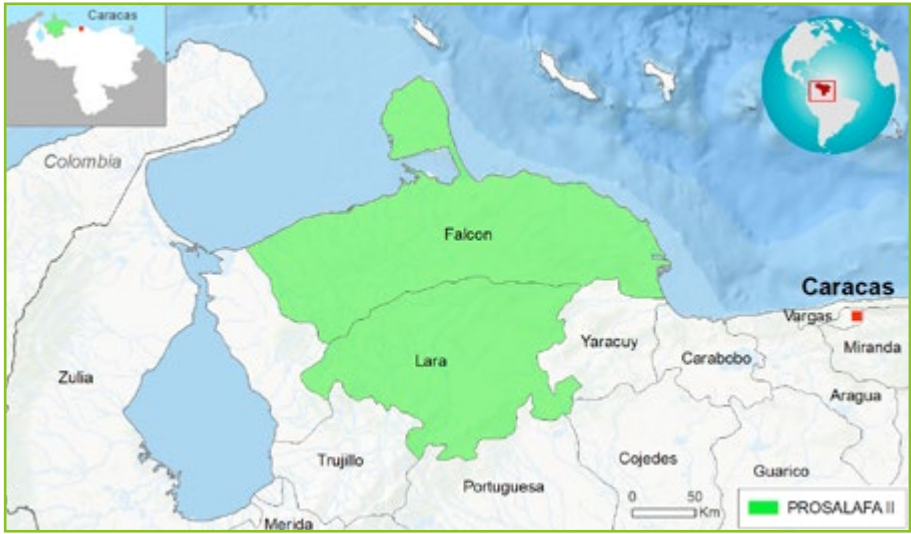 Caracas
Colombia
Falcon
Caracas
Vargas
Yaracuy
Miranda
Lara
Carabobo
Zulia
Aragua
Trujillo
Cojedes
Guarico
Portuguesa
0 50
Km
PROSALAFA II
Merida